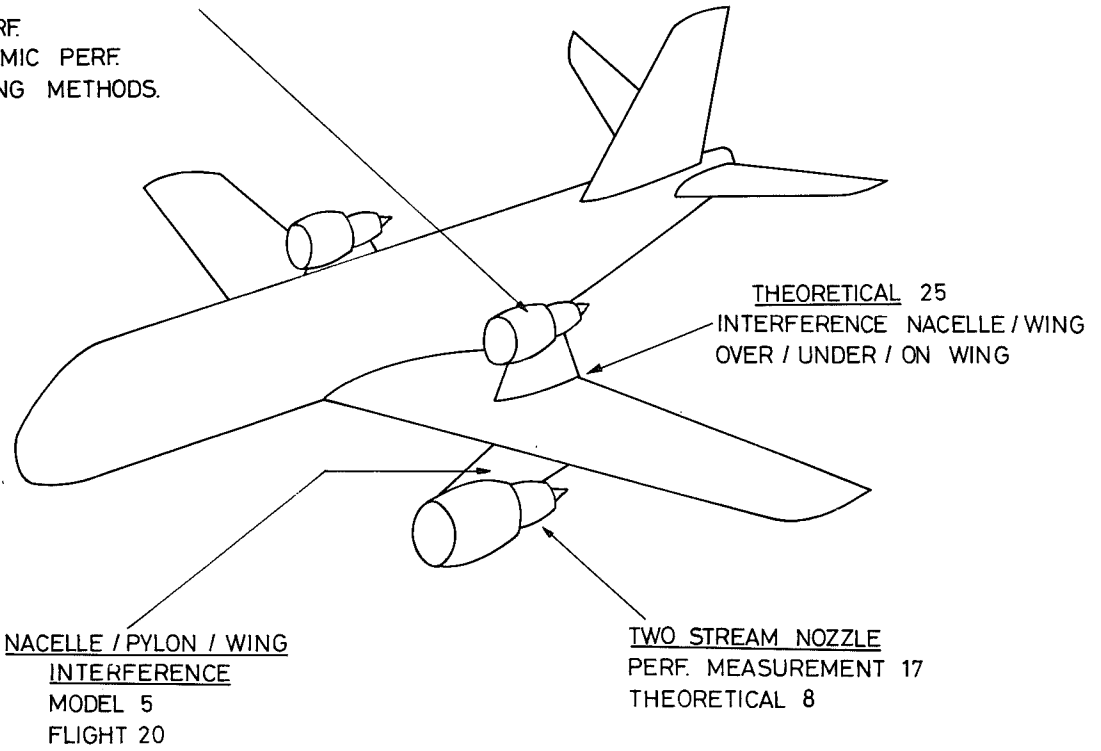 RF.
MIC PERF.
NG METHODS.
THEORETICAL 25
INTERFERENCE NACELLE / WING
OVER / UNDER / ON WING
NACELLE / PYLON / WING
INTERFERENCE
MODEL 5
FLIGHT 20
TWO STREAM NOZZLE
PERF. MEASUREMENT 17
THEORETICAL 8